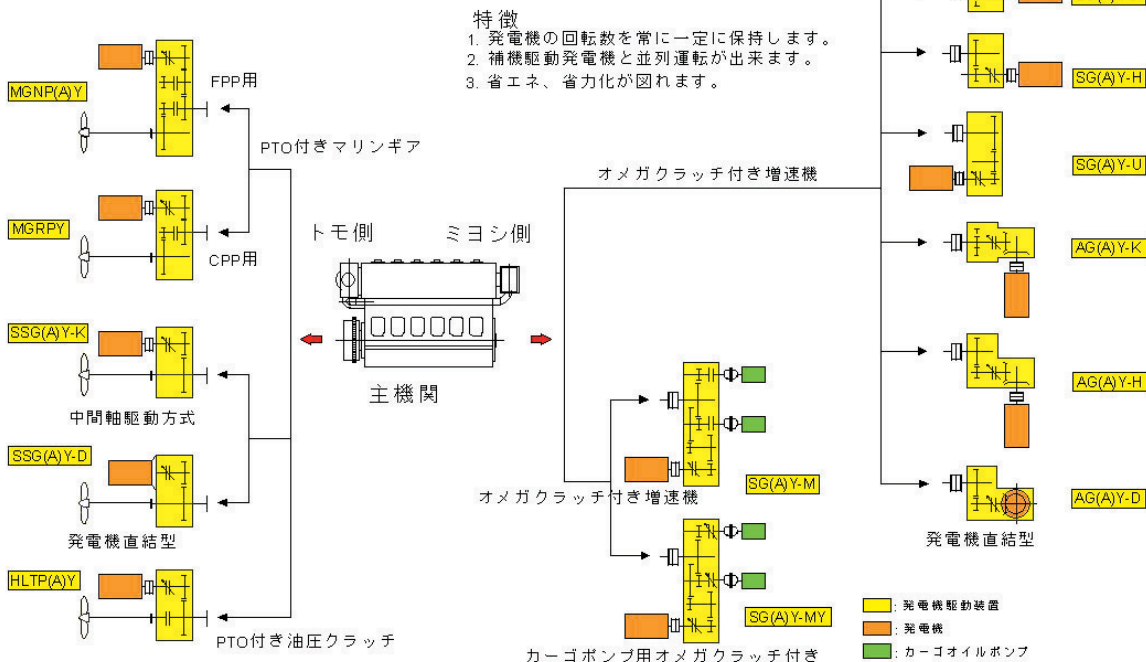 特徴
1. 発電機の回転数を常に一定に保持します。
2. 補機駆動発電機と並列運転が出来ます。
3. 省エネ、省力化が図れます。
MGNP(A)Y
FPP用
PTO付きマリンギア
MGRPY
CPP用
SSG(A)Y-K
中間軸駆動方式
SSG(A)Y-D
発電機直結型
HLTP(A)Y
PTO付き油圧クラッチ
トモ側
ミヨシ側
主機関
オメガクラッチ付き増速機
SG(A)Y-H
SG(A)Y-U
AG(A)Y-K
AG(A)Y-H
AG(A)Y-D
発電機直結型
オメガクラッチ付き増速機
SG(A)Y-M
SG(A)Y-MY
カーゴポンプ用オメガクラッチ付き
: 発電機駆動装置
: 発電機
: カーゴオイルポンプ